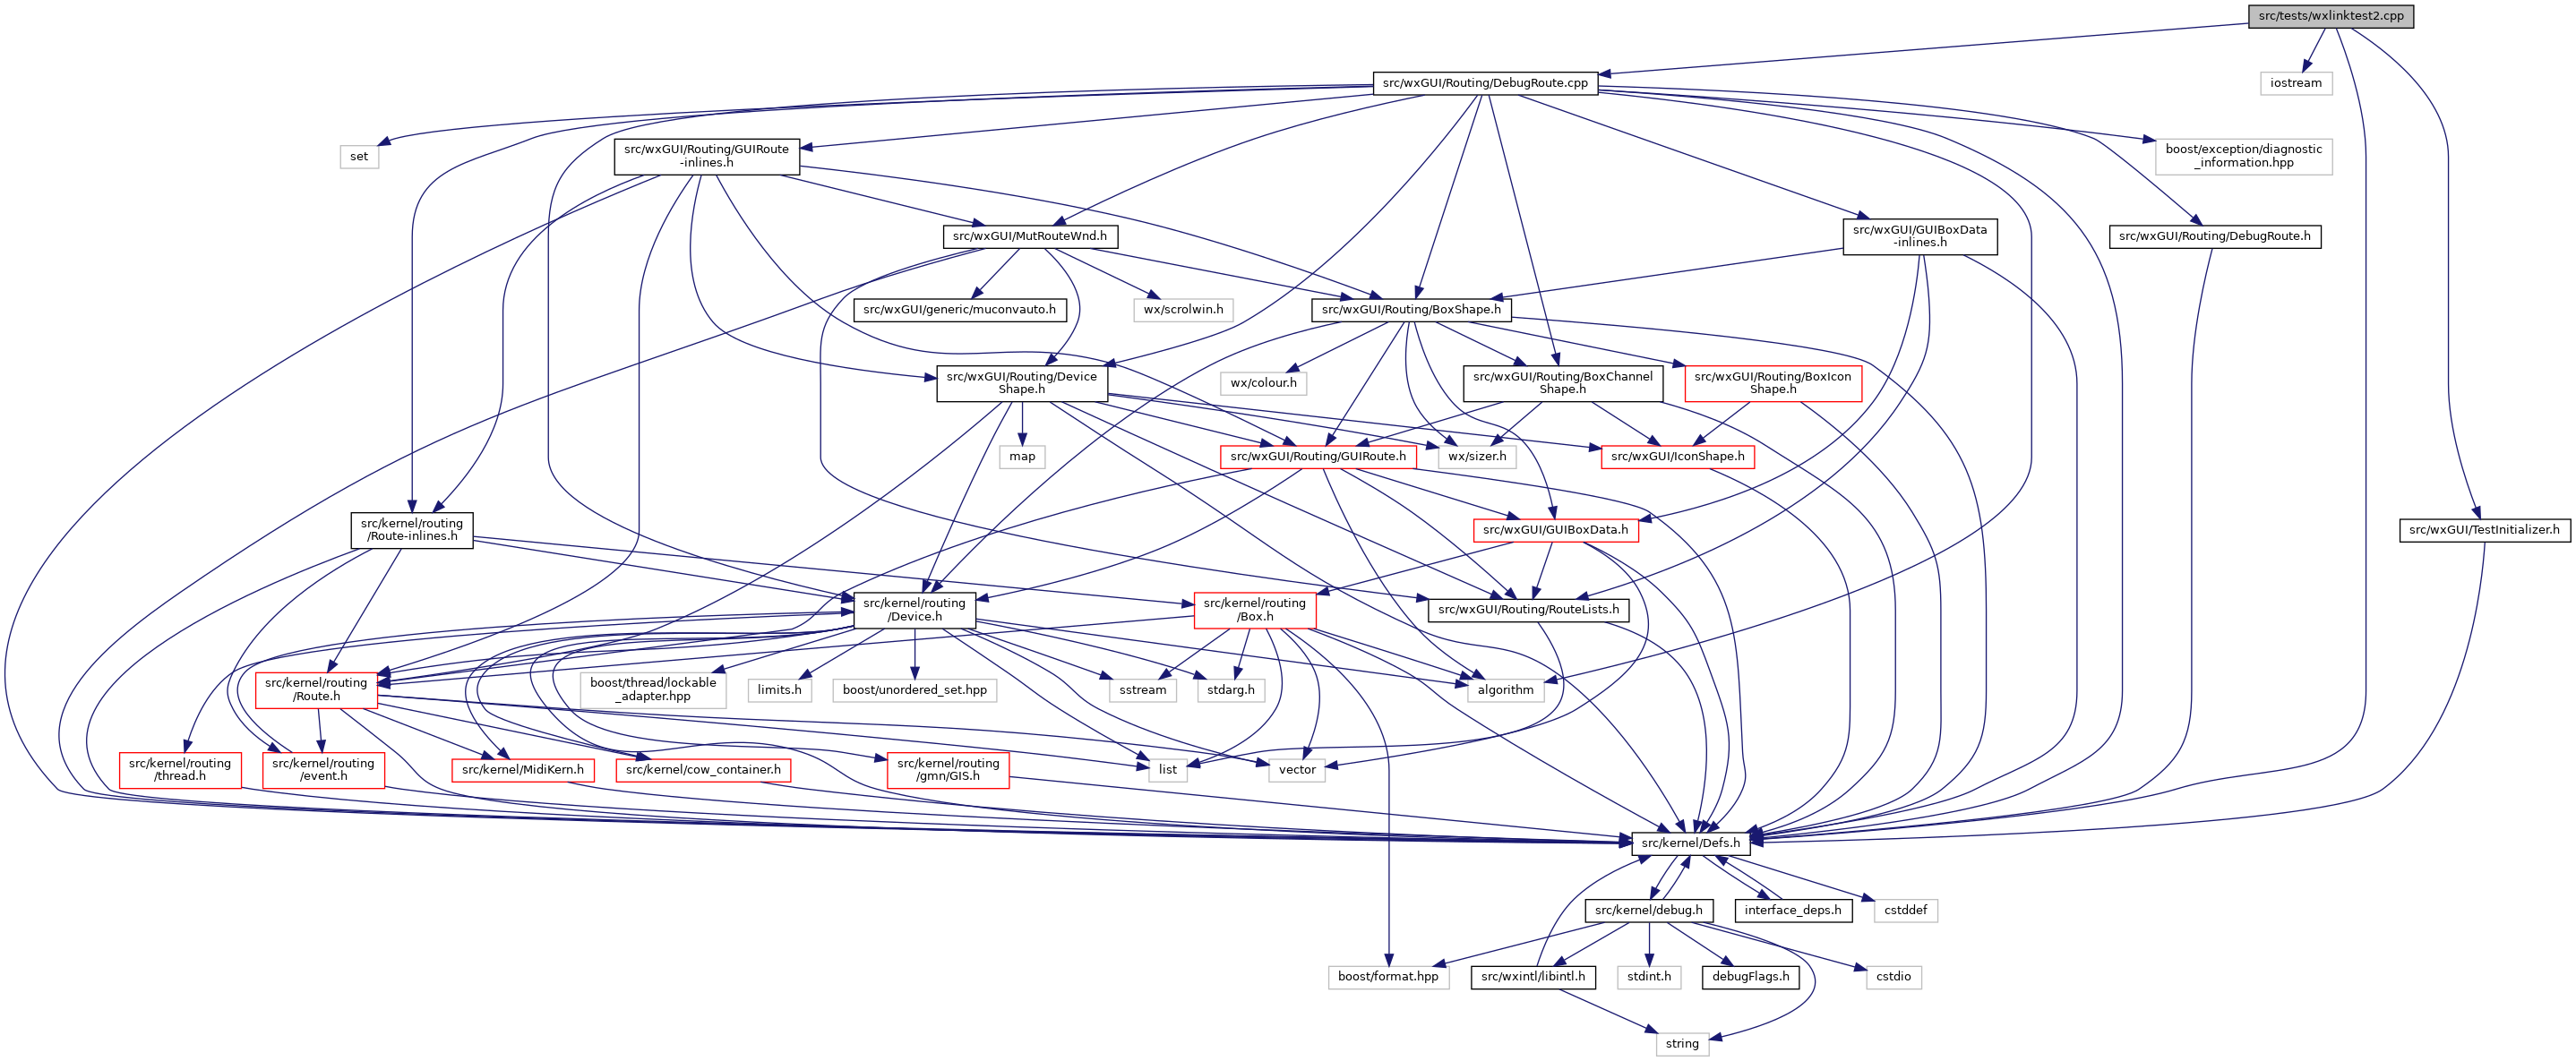 src/tests/wxlinktest2.cpp
src/wxGUI/Routing/DebugRoute.cpp
iostream
set
src/wxGUI/Routing/GUIRoute
-inlines.h
boost/exception/diagnostic
_information.hpp
src/wxGUI/MutRouteWnd.h
src/wxGUI/GUIBoxData
-inlines.h
src/wxGUI/Routing/DebugRoute.h
src/wxGUI/generic/muconvauto.h
wx/scrolwin.h
src/wxGUI/Routing/BoxShape.h
src/wxGUI/Routing/Device
Shape.h
wx/colour.h
src/wxGUI/Routing/BoxChannel
Shape.h
src/wxGUI/Routing/BoxIcon
Shape.h
map
src/wxGUI/Routing/GUIRoute.h
wx/sizer.h
src/wxGUI/IconShape.h
src/kernel/routing
/Route-inlines.h
src/wxGUI/GUIBoxData.h
src/wxGUI/TestInitializer.h
src/kernel/routing
/Device.h
src/kernel/routing
/Box.h
src/wxGUI/Routing/RouteLists.h
src/kernel/routing
/Route.h
boost/thread/lockable
_adapter.hpp
limits.h
boost/unordered_set.hpp
sstream
stdarg.h
algorithm
src/kernel/routing
/thread.h
src/kernel/routing
/event.h
src/kernel/MidiKern.h
src/kernel/cow_container.h
src/kernel/routing
/gmn/GIS.h
list
vector
src/kernel/Defs.h
src/kernel/debug.h
interface_deps.h
cstddef
boost/format.hpp
src/wxintl/libintl.h
stdint.h
debugFlags.h
cstdio
string